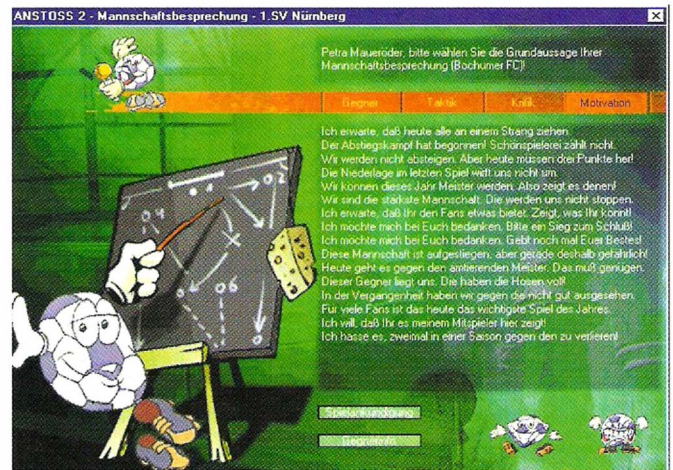 ANSTOSS 2 - Mannschaftsbesprechung - 1.SV Nürnberg
Petra Maueröder, bitte wählen Sie die Grundaussage Ihrer
Mannschaftsbesprechung (Bochumer FC)!
Gegner Taktik Kritik Motivation
Ich erwarte, daß heute alle an einem Strang ziehen.
Der Abstiegskampf hat begonnen! Schönspielerei zählt nicht.
Wir werden nicht absteigen. Aber heute müssen drei Punkte her!
Die Niederlage im letzten Spiel wirft uns nicht um.
Wir können dieses Jahr Meister werden. Also zeigt es denen!
Wir sind die stärkste Mannschaft. Die werden uns nicht stoppen.
Ich erwarte, daß Ihr den Fans etwas bietet. Zeigt, was Ihr könnt!
Ich möchte mich bei Euch bedanken. Bitte ein Sieg zum Schluß!
Ich möchte mich bei Euch bedanken. Gebt noch mal Euer Bestes!
Diese Mannschaft ist aufgestiegen, aber gerade deshalb gefährlich!
Heute geht es gegen den amtierenden Meister. Das muß genügen.
Dieser Gegner liegt uns. Die haben die Hosen voll!
In der Vergangenheit haben wir gegen die nicht gut ausgesehen.
Für viele Fans ist das heute das wichtigste Spiel des Jahres.
Ich will, daß Ihr es meinem Mitspieler hier zeigt!
Ich hasse es, zweimal in einer Saison gegen den zu verlieren!
Spielankündigung
Gegnerinfo